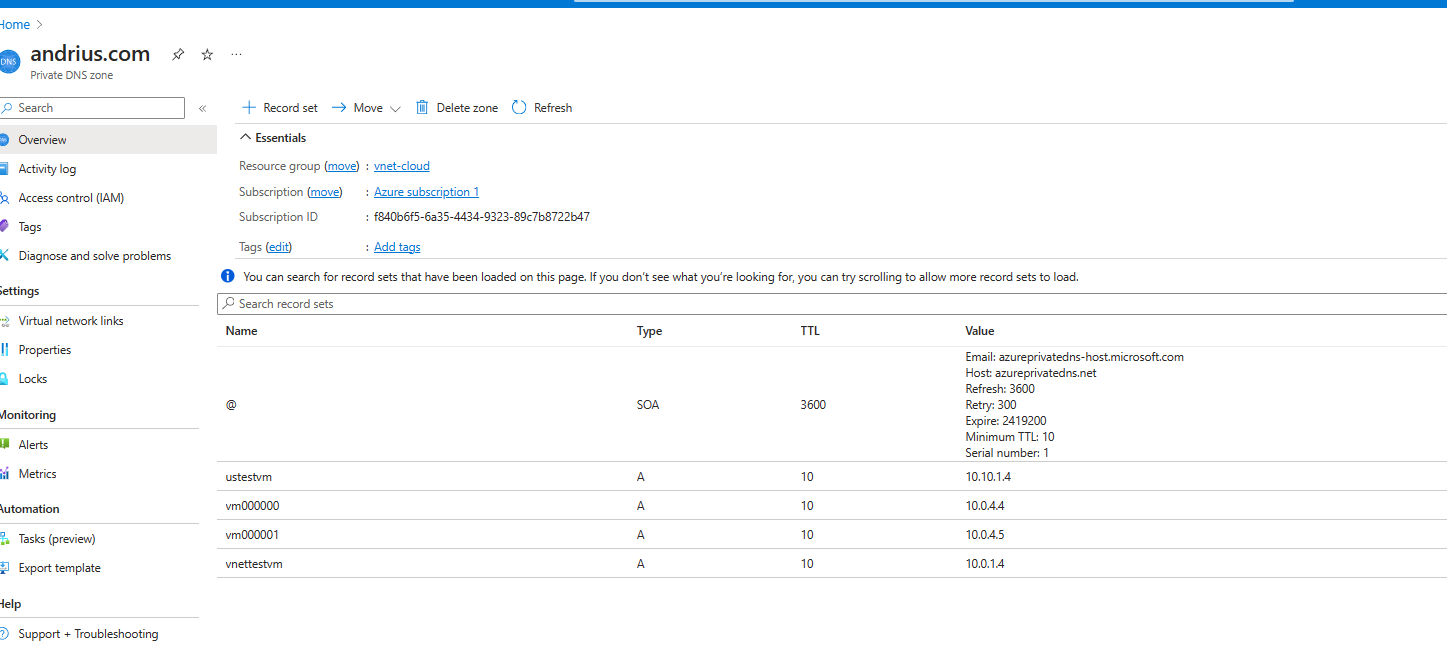 Home
andrius.com
DNS
Private DNS zone
Search
Record set
Move
Delete zone
Refresh
Overview
Activity log
Access control (IAM)
Tags
Diagnose and solve problems
Settings
Virtual network links
Properties
Locks
Monitoring
Alerts
Metrics
Automation
Tasks (preview)
Export template
Help
Support + Troubleshooting
Essentials
Resource group (move) : vnet-cloud
Subscription (move) : Azure subscription 1
Subscription ID : f840b6f5-6a35-4434-9323-89c7b8722b47
Tags (edit) : Add tags
You can search for record sets that have been loaded on this page. If you don't see what you're looking for, you can try scrolling to allow more record sets to load.
Search record sets
Name Type TTL Value
@ SOA 3600
Email: azureprivatedns-host.microsoft.com
Host: azureprivatedns.net
Refresh: 3600
Retry: 300
Expire: 2419200
Minimum TTL: 10
Serial number: 1
ustestvm A 10 10.10.1.4
vm000000 A 10 10.0.4.4
vm000001 A 10 10.0.4.5
vnettestvm A 10 10.0.1.4